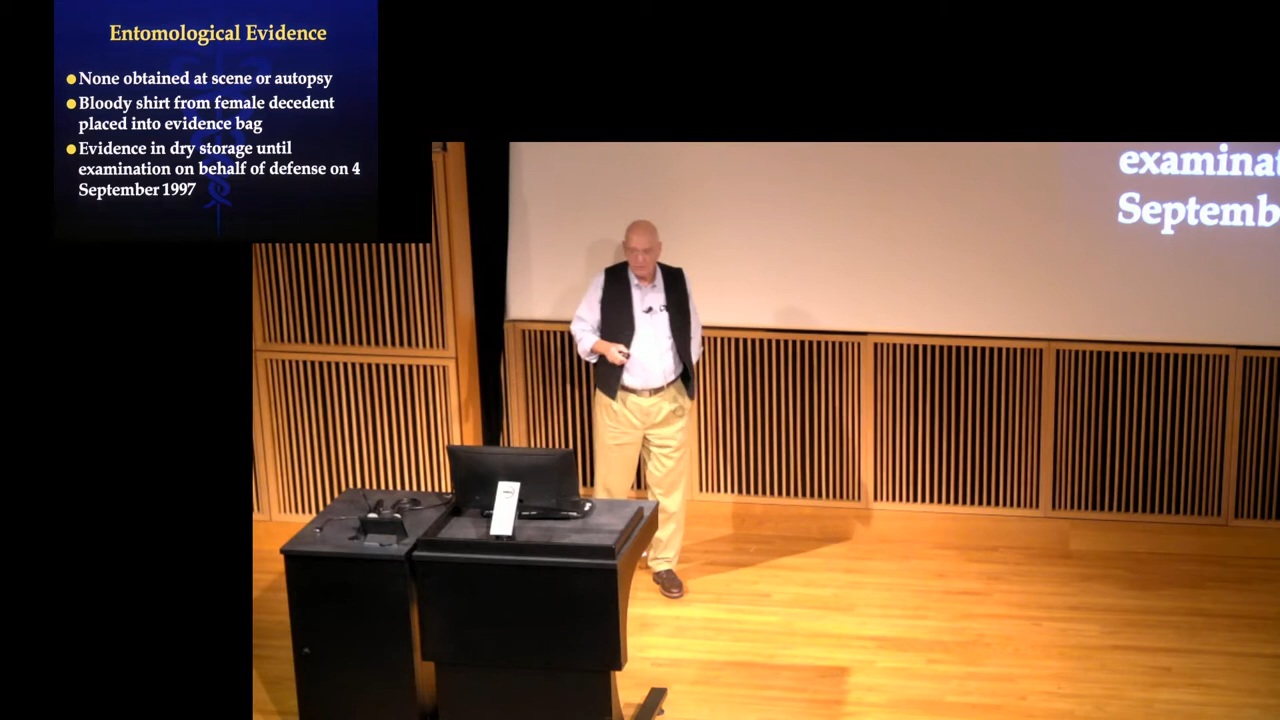 Entomological Evidence
None obtained at scene or autopsy
Bloody shirt from female decedent
placed into evidence bag
Evidence in dry storage until
examination on behalf of defense on 4
September 1997
examinat
Septemb